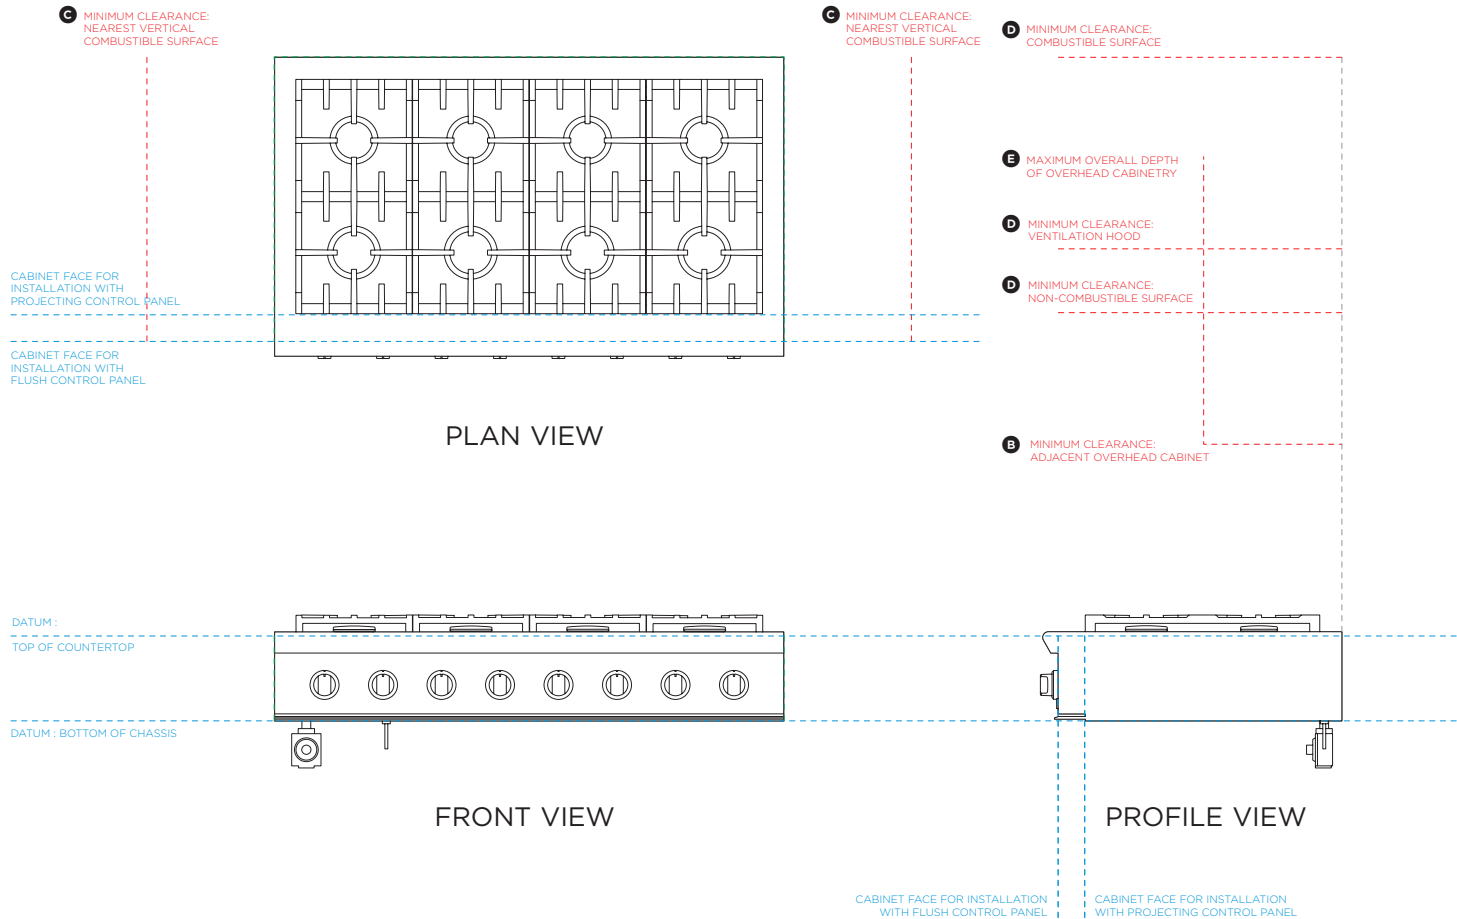 C MINIMUM CLEARANCE:
NEAREST VERTICAL
COMBUSTIBLE SURFACE
C MINIMUM CLEARANCE:
NEAREST VERTICAL
COMBUSTIBLE SURFACE
D MINIMUM CLEARANCE:
COMBUSTIBLE SURFACE
E MAXIMUM OVERALL DEPTH
OF OVERHEAD CABINETRY
D MINIMUM CLEARANCE:
VENTILATION HOOD
D MINIMUM CLEARANCE:
NON-COMBUSTIBLE SURFACE
B MINIMUM CLEARANCE:
ADJACENT OVERHEAD CABINET
CABINET FACE FOR
INSTALLATION WITH
PROJECTING CONTROL PANEL
CABINET FACE FOR
INSTALLATION WITH
FLUSH CONTROL PANEL
PLAN VIEW
DATUM :
TOP OF COUNTERTOP
DATUM : BOTTOM OF CHASSIS
FRONT VIEW
PROFILE VIEW
CABINET FACE FOR INSTALLATION
WITH FLUSH CONTROL PANEL
CABINET FACE FOR INSTALLATION
WITH PROJECTING CONTROL PANEL